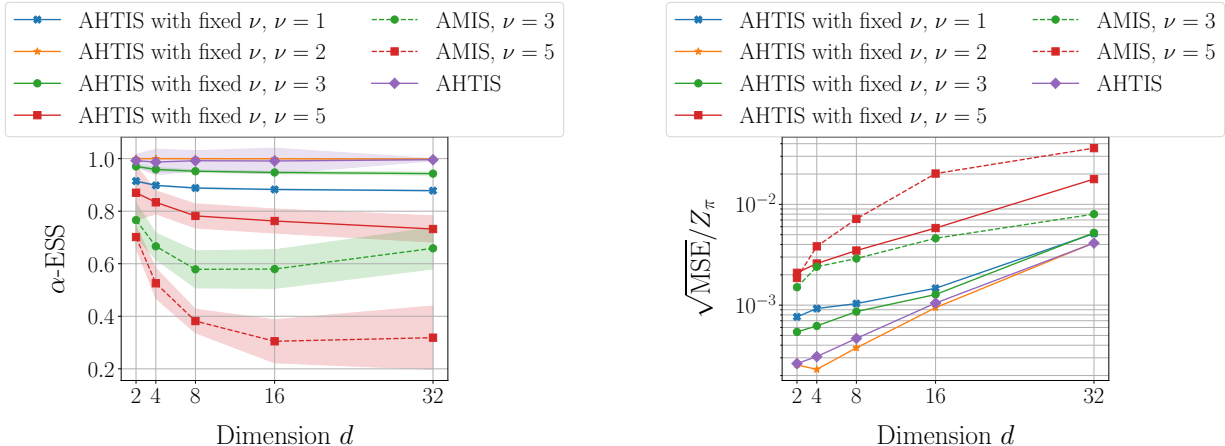 AHTIS with fixed ν, ν = 1
AHTIS with fixed ν, ν = 2
AHTIS with fixed ν, ν = 3
AHTIS with fixed ν, ν = 5
AMIS, ν = 3
AMIS, ν = 5
AHTIS
α-ESS
1.0
0.8
0.6
0.4
0.2
2 4 8 16 32
Dimension d
AHTIS with fixed ν, ν = 1
AHTIS with fixed ν, ν = 2
AHTIS with fixed ν, ν = 3
AHTIS with fixed ν, ν = 5
AMIS, ν = 3
AMIS, ν = 5
AHTIS
√MSE/Z_π
10⁻²
10⁻³
2 4 8 16 32
Dimension d